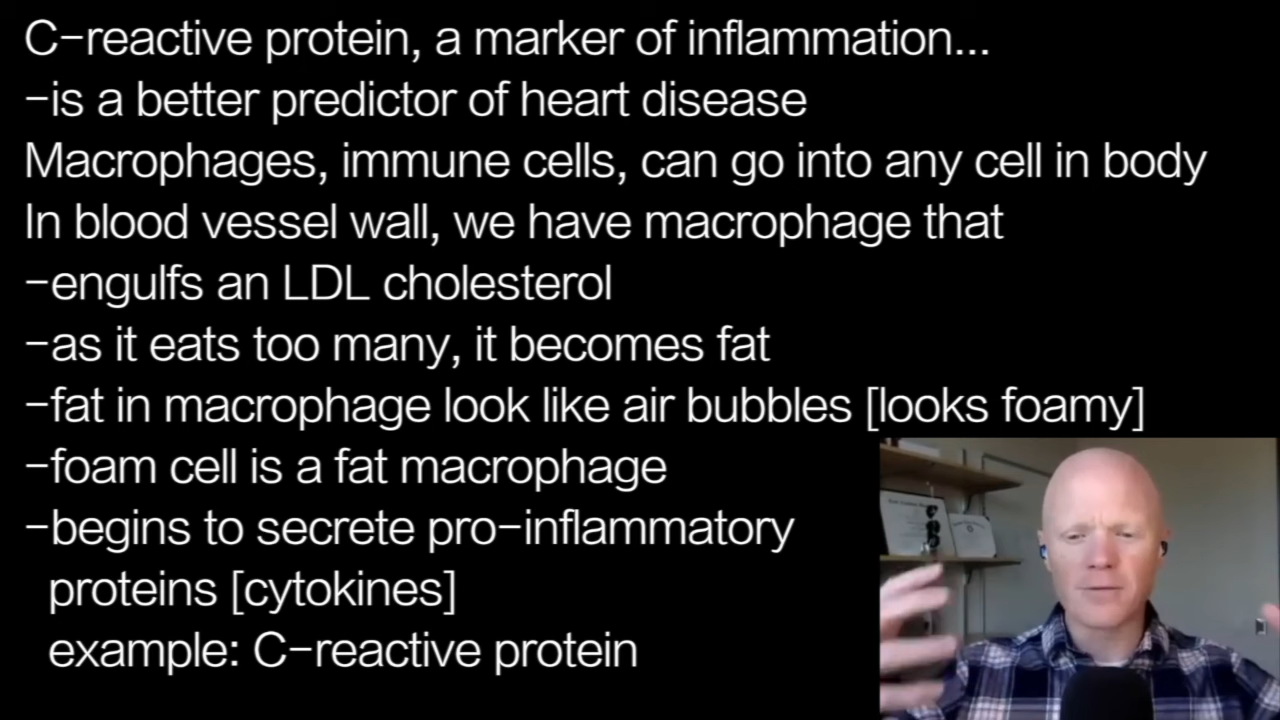 C-reactive protein, a marker of inflammation...
-is a better predictor of heart disease
Macrophages, immune cells, can go into any cell in body
In blood vessel wall, we have macrophage that
-engulfs an LDL cholesterol
-as it eats too many, it becomes fat
-fat in macrophage look like air bubbles [looks foamy]
-foam cell is a fat macrophage
-begins to secrete pro-inflammatory
proteins [cytokines]
example: C-reactive protein